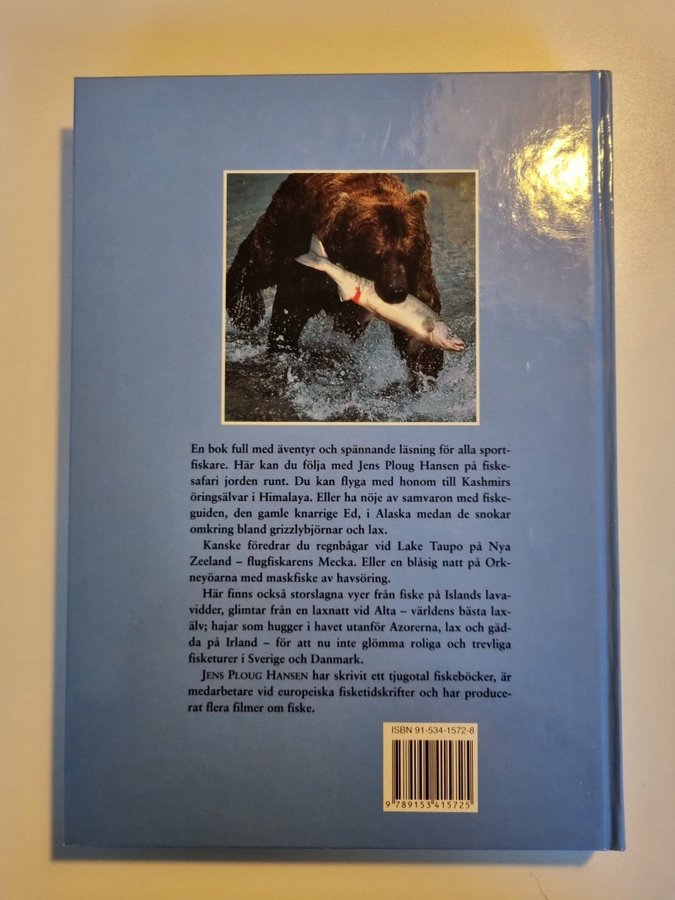 En bok full med äventyr och spännande läsning för alla sport-
fiskare. Här kan du följa med Jens Ploug Hansen på fiske-
safari jorden runt. Du kan flyga med honom till Kashmirs
öringsälvar i Himalaya. Eller ha nöje av samvaron med fiske-
guiden, den gamle knarrige Ed, i Alaska medan de snokar
omkring bland grizzlybjörnar och lax.
Kanske föredrar du regnbågar vid Lake Taupo på Nya
Zeeland – flugfiskarens Mecka. Eller en blåsig natt på Ork-
neyöarna med maskfiske av havsöring.
Här finns också storslagna vyer från fiske på Islands lava-
vidder, glimtar från en laxnatt vid Alta – världens bästa lax-
älv; hajar som hugger i havet utanför Azorerna, lax och gäd-
da på Irland – för att nu inte glömma roliga och trevliga
fisketurer i Sverige och Danmark.
JENS PLOUG HANSEN har skrivit ett tjugotal fiskeböcker, är
medarbetare vid europeiska fisketidskrifter och har produce-
rat flera filmer om fiske.
ISBN 91-534-1572-8
9 789153 415725